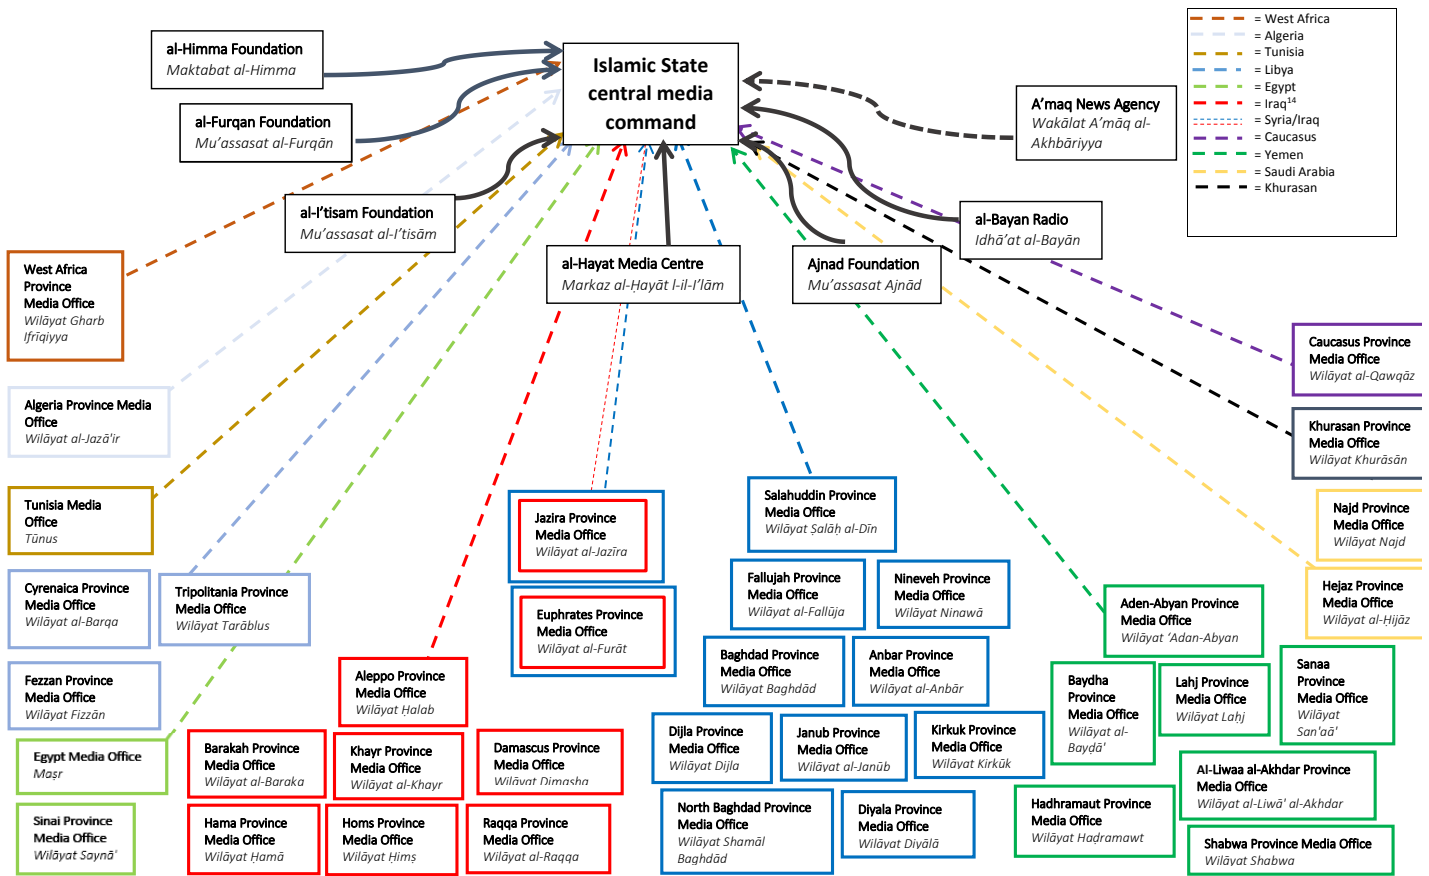 al-Himma Foundation
Maktabat al-Himma
al-Furqan Foundation
Mu'assasat al-Furqān
al-I'tisam Foundation
Mu'assasat al-I'tisām
Islamic State
central media
command
al-Hayat Media Centre
Markaz al-Ḥayāt l-il-I'lām
Ajnad Foundation
Mu'assasat Ajnād
al-Bayan Radio
Idhā'at al-Bayān
A'maq News Agency
Wakālat A'māq al-
Akhbāriyya
= West Africa
= Algeria
= Tunisia
= Libya
= Egypt
= Iraq14
= Syria/Iraq
= Caucasus
= Yemen
= Saudi Arabia
= Khurasan
West Africa
Province
Media Office
Wilāyat Gharb
Ifrīqiyya
Algeria Province Media
Office
Wilāyat al-Jazā'ir
Tunisia Media
Office
Tūnus
Cyrenaica Province
Media Office
Wilāyat al-Barqa
Tripolitania Province
Media Office
Wilāyat Tarāblus
Fezzan Province
Media Office
Wilāyat Fizzān
Egypt Media Office
Maṣr
Sinai Province
Media Office
Wilāyat Saynā'
Aleppo Province
Media Office
Wilāyat Ḥalab
Barakah Province
Media Office
Wilāyat al-Baraka
Khayr Province
Media Office
Wilāyat al-Khayr
Damascus Province
Media Office
Wilāyat Dimashq
Hama Province
Media Office
Wilāyat Ḥamā
Homs Province
Media Office
Wilāyat Ḥimṣ
Raqqa Province
Media Office
Wilāyat al-Raqqa
Jazira Province
Media Office
Wilāyat al-Jazīra
Euphrates Province
Media Office
Wilāyat al-Furāt
Salahuddin Province
Media Office
Wilāyat Ṣalāḥ al-Dīn
Fallujah Province
Media Office
Wilāyat al-Fallūja
Nineveh Province
Media Office
Wilāyat Ninawā
Baghdad Province
Media Office
Wilāyat Baghdād
Anbar Province
Media Office
Wilāyat al-Anbār
Dijla Province
Media Office
Wilāyat Dijla
Janub Province
Media Office
Wilāyat al-Janūb
Kirkuk Province
Media Office
Wilāyat Kirkūk
North Baghdad Province
Media Office
Wilāyat Shamāl
Baghdād
Diyala Province
Media Office
Wilāyat Diyālā
Caucasus Province
Media Office
Wilāyat al-Qawqāz
Khurasan Province
Media Office
Wilāyat Khurāsān
Najd Province
Media Office
Wilāyat Najd
Hejaz Province
Media Office
Wilāyat al-Ḥijāz
Aden-Abyan Province
Media Office
Wilāyat 'Adan-Abyan
Baydha
Province
Media Office
Wilāyat al-
Bayḍā'
Lahj Province
Media Office
Wilāyat Laḥj
Sanaa
Province
Media Office
Wilāyat
San'aā'
Al-Liwaa al-Akhdar Province
Media Office
Wilāyat al-Liwā' al-Akhdar
Hadhramaut Province
Media Office
Wilāyat Haḍramawt
Shabwa Province Media Office
Wilāyat Shabwa